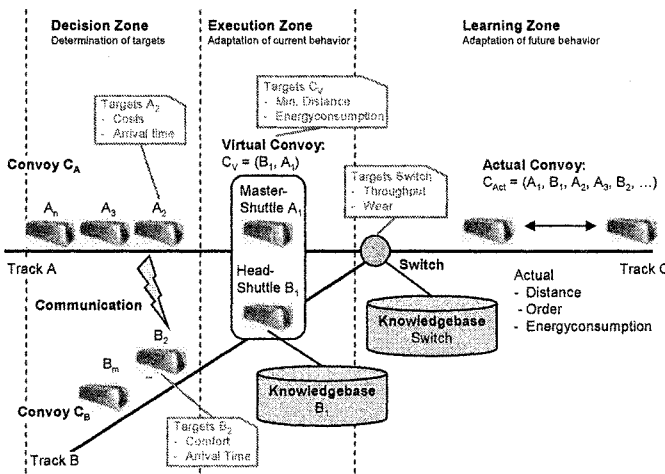 Decision Zone
Determination of targets
Execution Zone
Adaptation of current behavior
Learning Zone
Adaptation of future behavior
Targets A2
- Costs
- Arrival time
Targets CV
- Min. Distance
- Energyconsumption
Convoy CA
Virtual Convoy:
CV = (B1, A1)
Targets Switch
- Throughput
- Wear
Actual Convoy:
CAct = (A1, B1, A2, A3, B2, ...)
An
A3
A2
Master-
Shuttle A1
Track A
Switch
Track C
Communication
Head-
Shuttle B1
Actual
- Distance
- Order
- Energyconsumption
Knowledgebase
Switch
B2
Bm
Knowledgebase
B1
Convoy CB
Targets B2
- Comfort
- Arrival Time
Track B